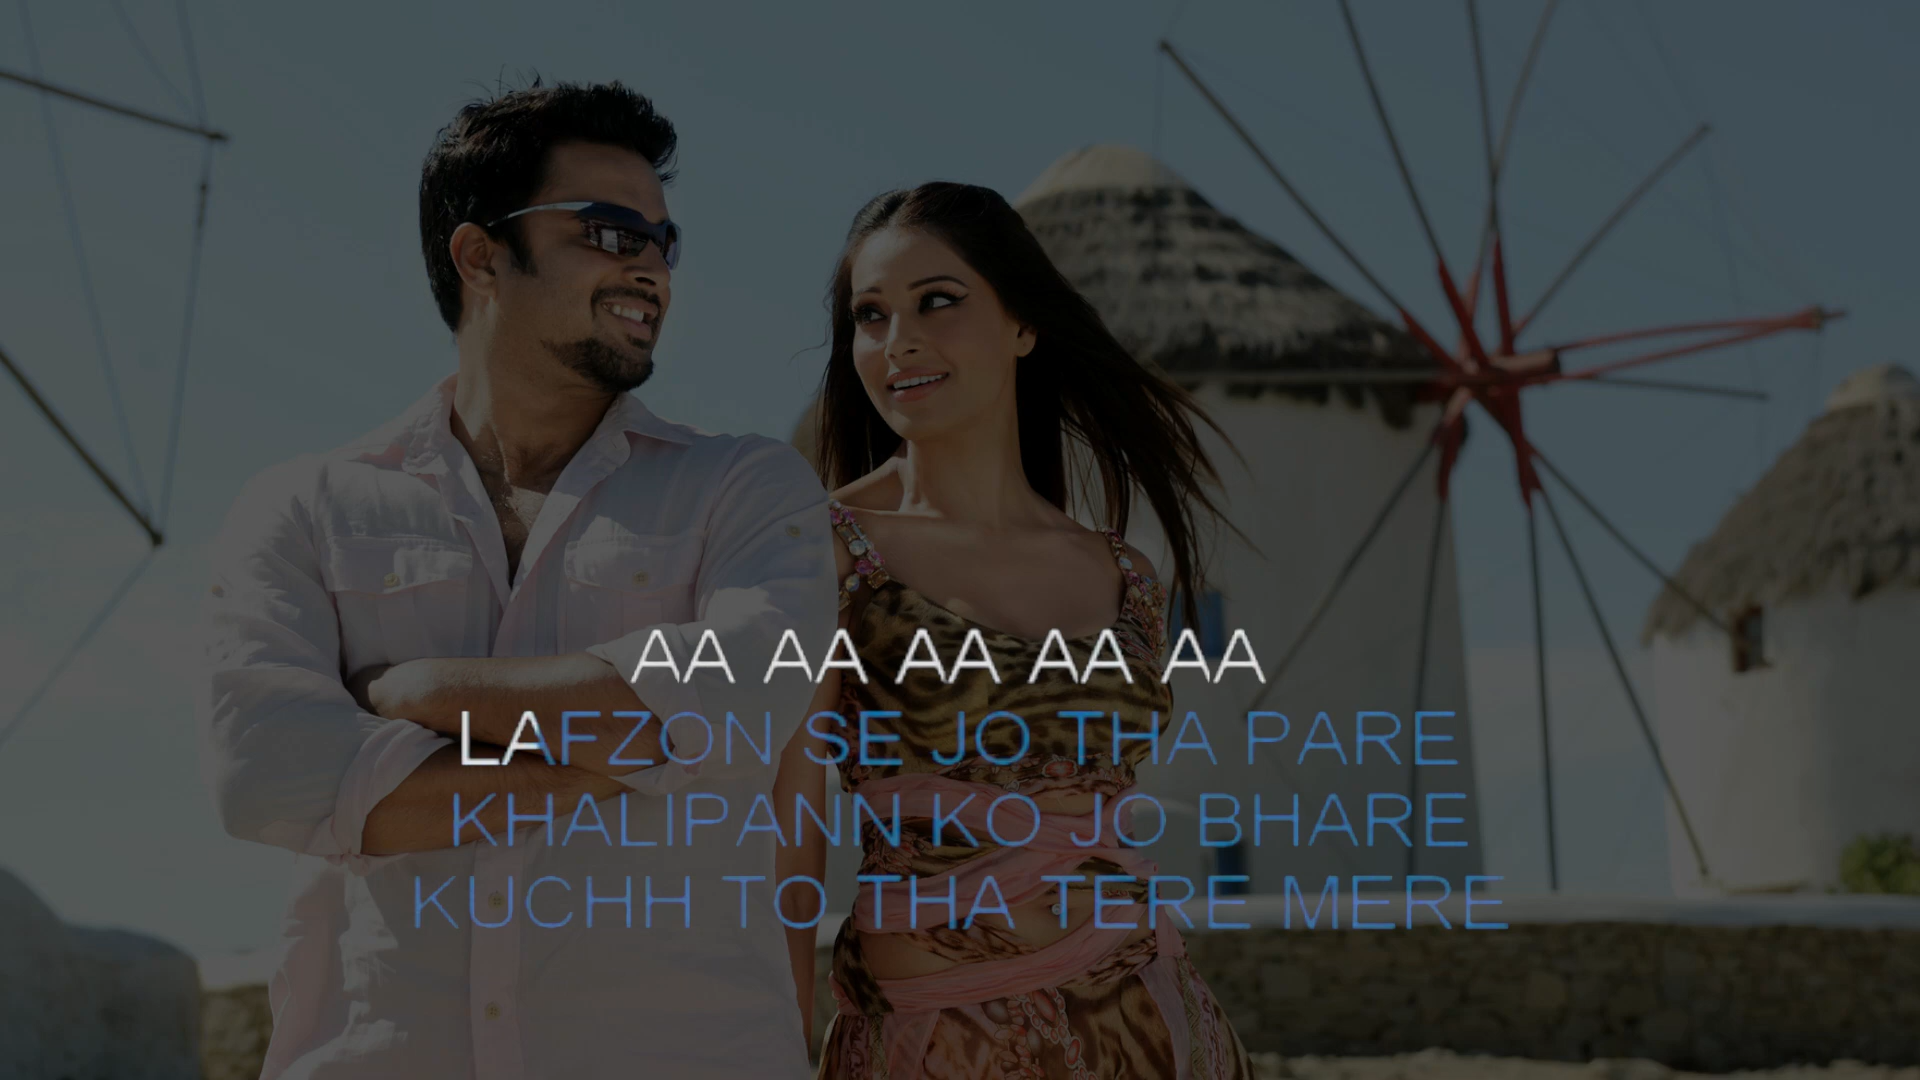 AA AA AA AA AA
LAFZON SE JO THA PARE
KHALIPANN KO JO BHARE
KUCHH TO THA TERE MERE